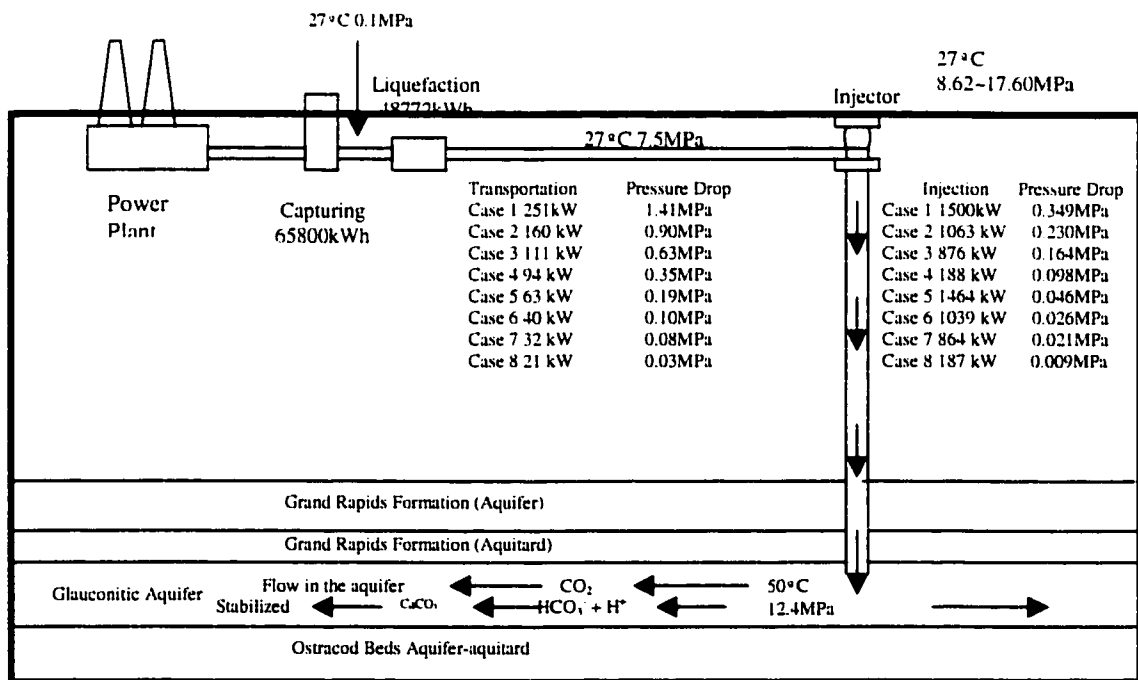 27ºC 0.1MPa
27ºC
8.62~17.60MPa
Liquefaction
18772kWh
Injector
27ºC 7.5MPa
Power
Plant
Capturing
65800kWh
Transportation Pressure Drop
Case 1 251kW 1.41MPa
Case 2 160 kW 0.90MPa
Case 3 111 kW 0.63MPa
Case 4 94 kW 0.35MPa
Case 5 63 kW 0.19MPa
Case 6 40 kW 0.10MPa
Case 7 32 kW 0.08MPa
Case 8 21 kW 0.03MPa
Injection Pressure Drop
Case 1 1500kW 0.349MPa
Case 2 1063 kW 0.230MPa
Case 3 876 kW 0.164MPa
Case 4 188 kW 0.098MPa
Case 5 1464 kW 0.046MPa
Case 6 1039 kW 0.026MPa
Case 7 864 kW 0.021MPa
Case 8 187 kW 0.009MPa
Grand Rapids Formation (Aquifer)
Grand Rapids Formation (Aquitard)
Glauconitic Aquifer
Flow in the aquifer CO₂ 50ºC
Stabilized CaCO₃ HCO₃⁻ + H⁺ 12.4MPa
Ostracod Beds Aquifer-aquitard